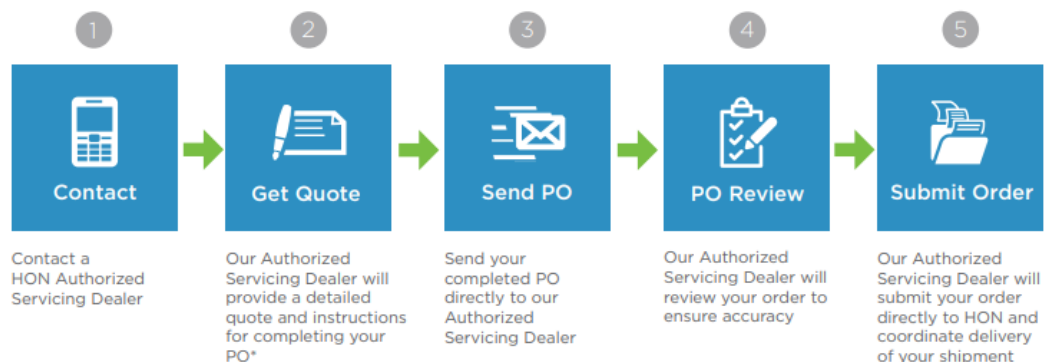 1
2
3
4
5
Contact
Get Quote
Send PO
PO Review
Submit Order
Contact a
HON Authorized
Servicing Dealer
Our Authorized
Servicing Dealer will
provide a detailed
quote and instructions
for completing your
PO*
Send your
completed PO
directly to our
Authorized
Servicing Dealer
Our Authorized
Servicing Dealer will
review your order to
ensure accuracy
Our Authorized
Servicing Dealer will
submit your order
directly to HON and
coordinate delivery
of your shipment